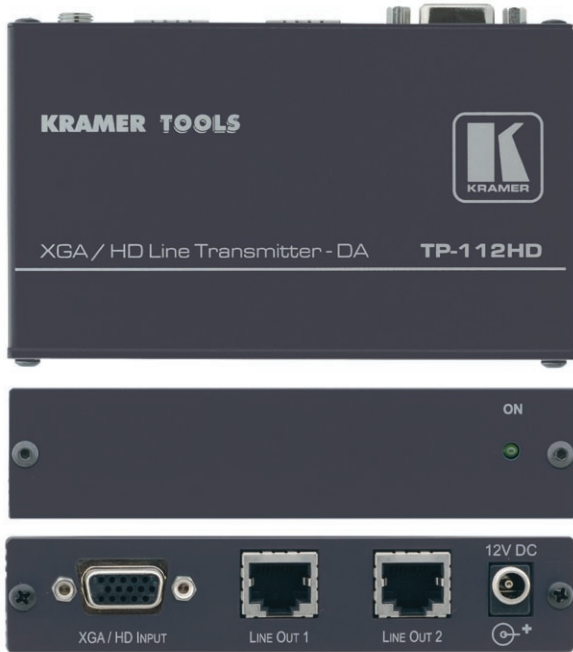 KRAMER TOOLS
K
KRAMER
XGA / HD Line Transmitter - DA TP-112HD
ON
12V DC
XGA / HD INPUT LINE OUT 1 LINE OUT 2
+